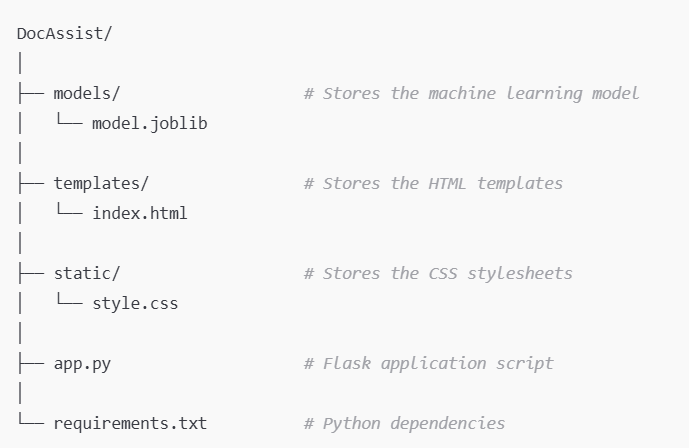 DocAssist/
│
├── models/                   # Stores the machine learning model
│   └── model.joblib
│
├── templates/                # Stores the HTML templates
│   └── index.html
│
├── static/                   # Stores the CSS stylesheets
│   └── style.css
│
├── app.py                    # Flask application script
│
└── requirements.txt          # Python dependencies